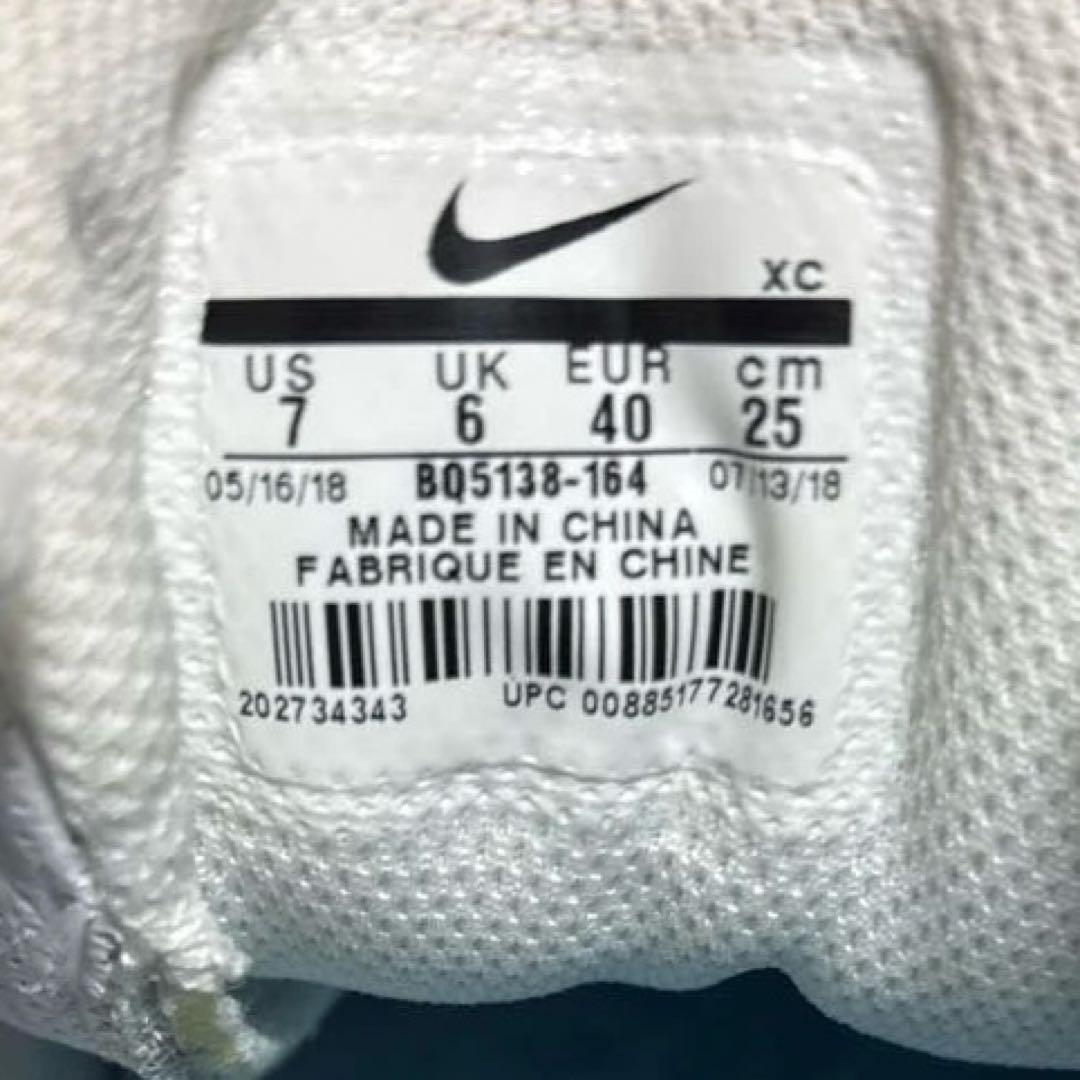 XC
US UK EUR cm
7 6 40 25
05/16/18 BQ5138-164 07/13/18
MADE IN CHINA
FABRIQUE EN CHINE
202734343 UPC 00885177281656